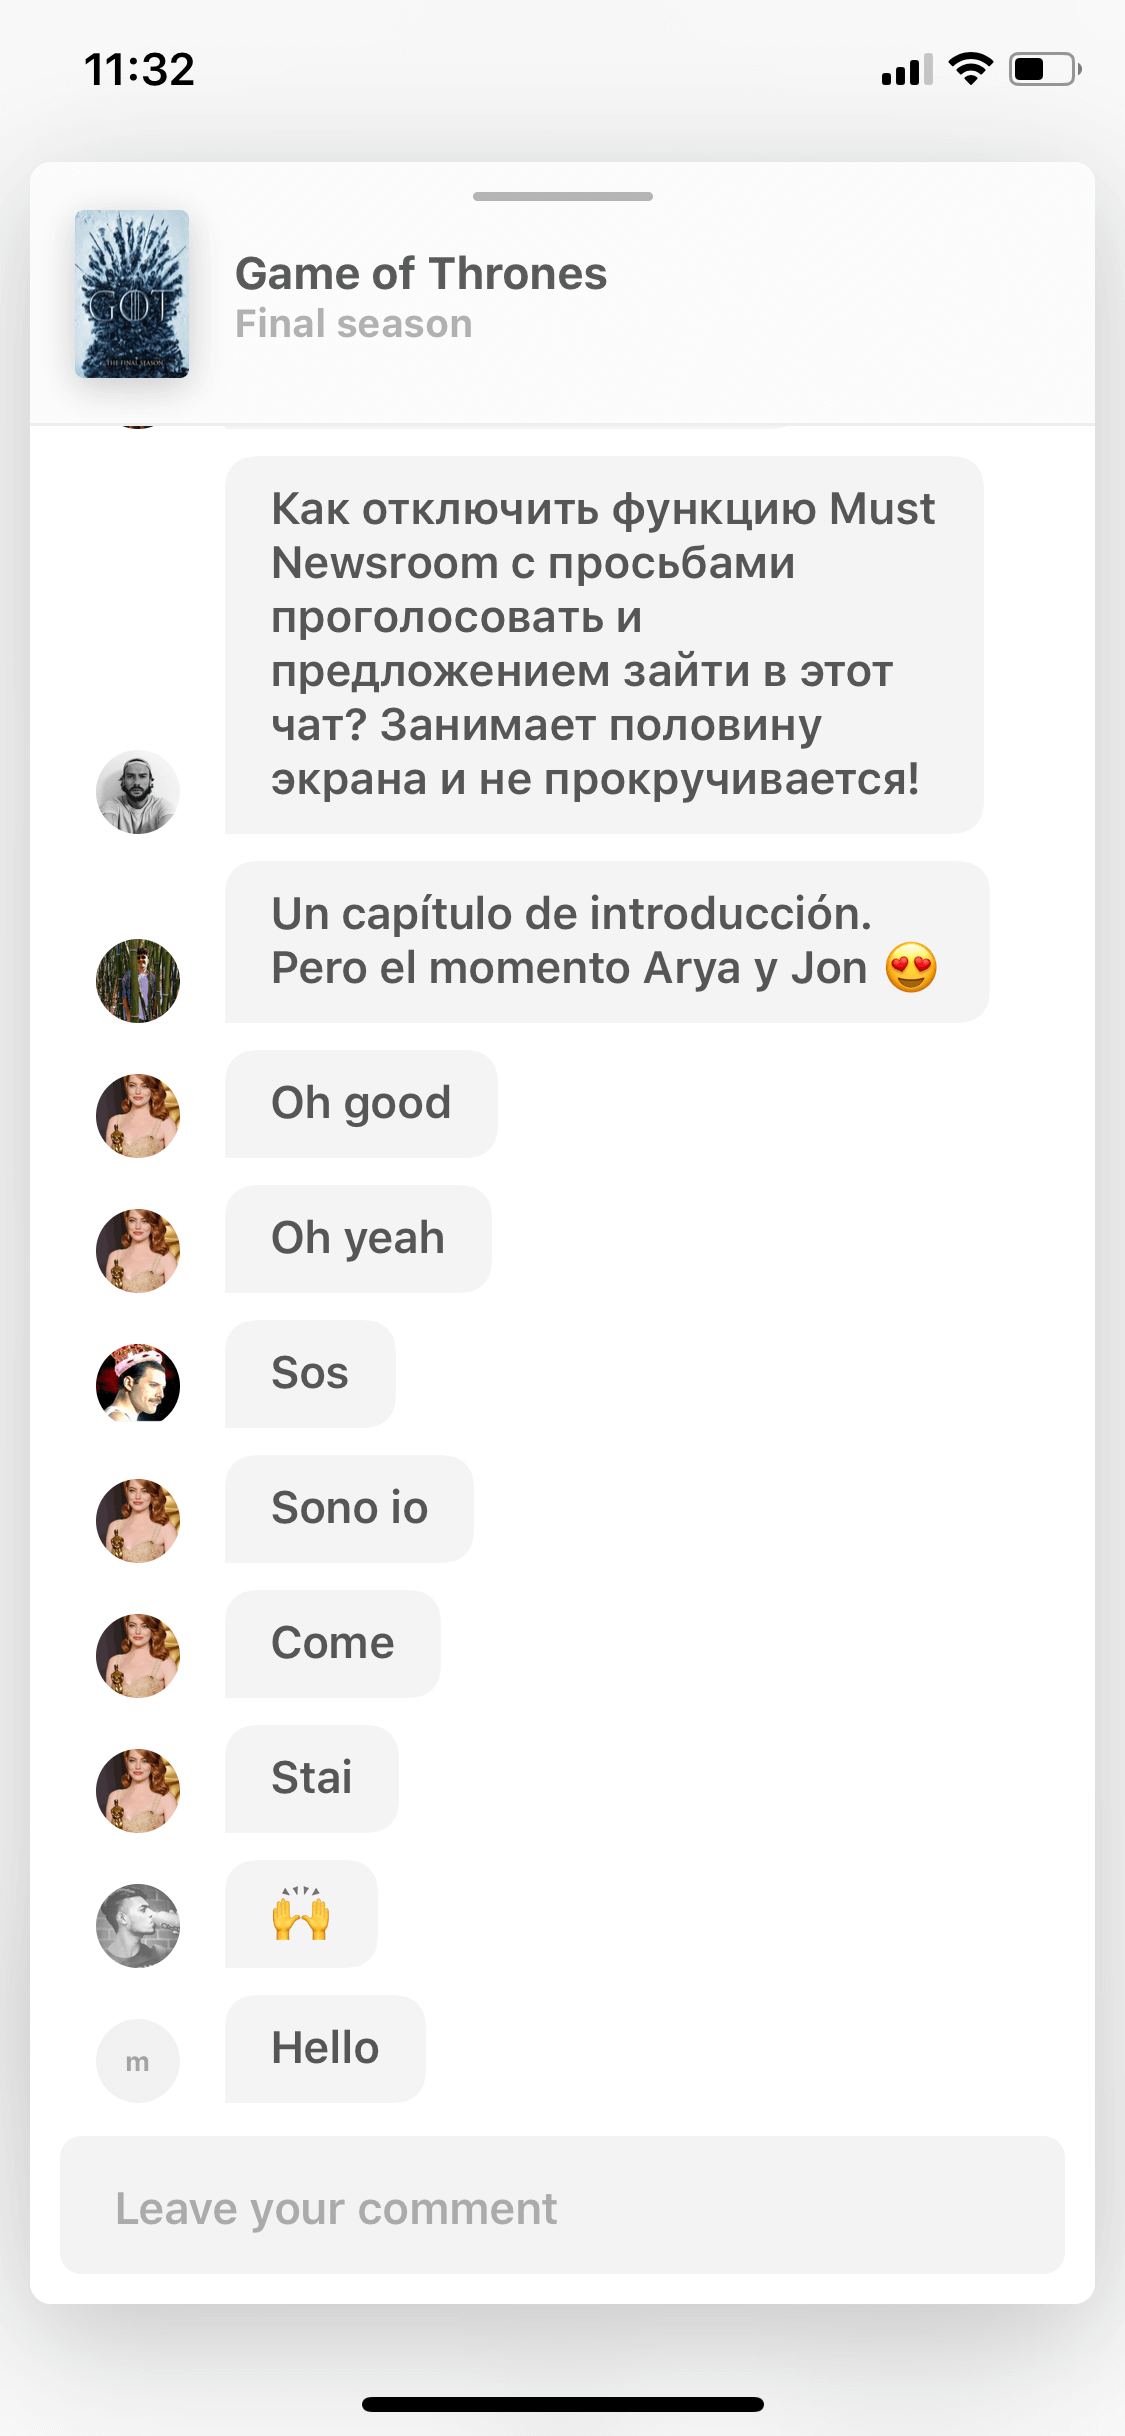 11:32
GOT
THE FINAL SEASON
Game of Thrones
Final season
Как отключить функцию Must
Newsroom с просьбами
проголосовать и
предложением зайти в этот
чат? Занимает половину
экрана и не прокручивается!
Un capítulo de introducción.
Pero el momento Arya y Jon 😍
Oh good
Oh yeah
Sos
Sono io
Come
Stai
🙌
m
Hello
Leave your comment